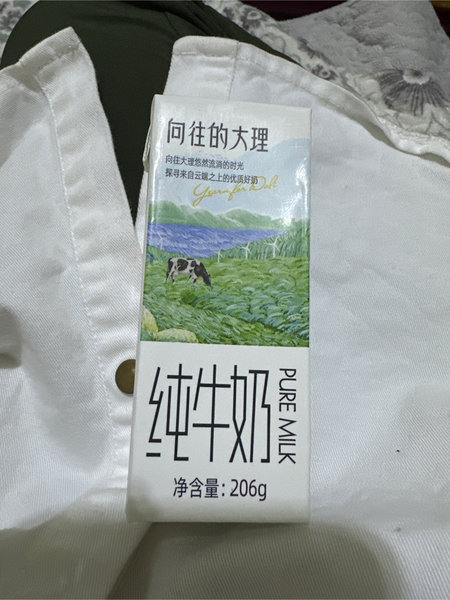 向往的大理
向往大理悠然流淌的时光
探寻来自云端之上的优质好奶
纯牛奶
PURE MILK
净含量：206g